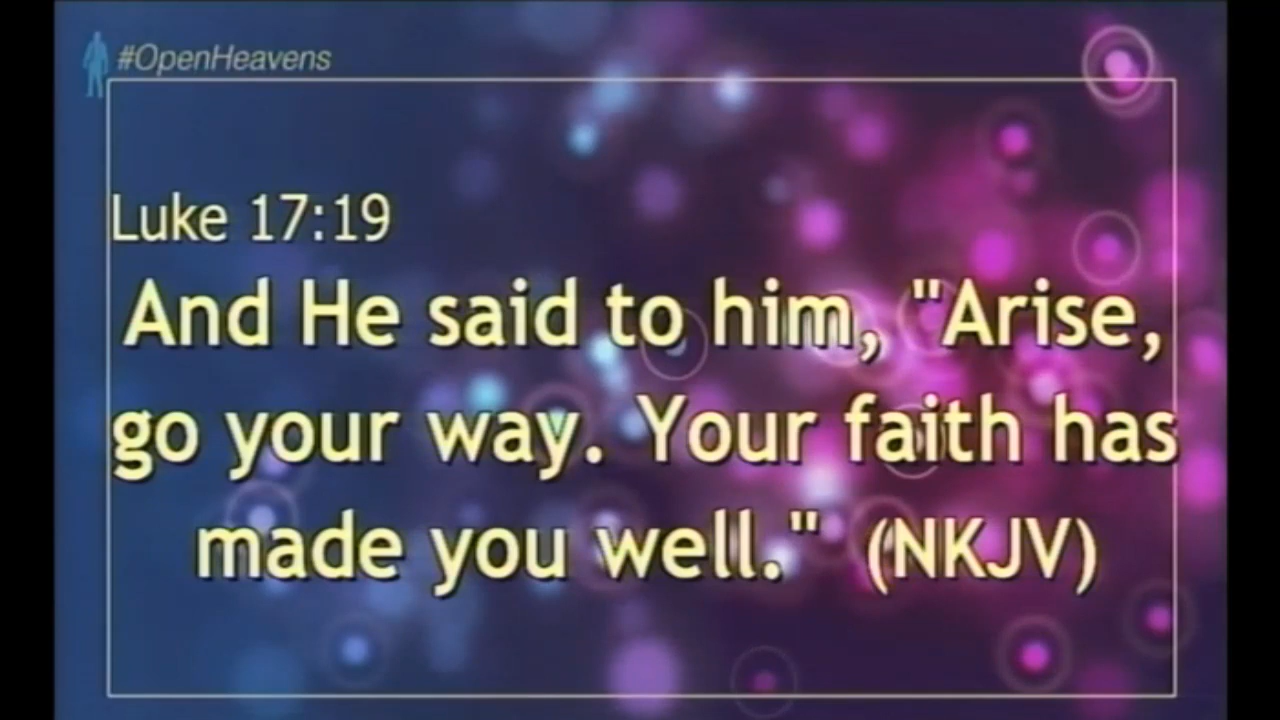 #OpenHeavens
Luke 17:19
And He said to him, "Arise,
go your way. Your faith has
made you well." (NKJV)